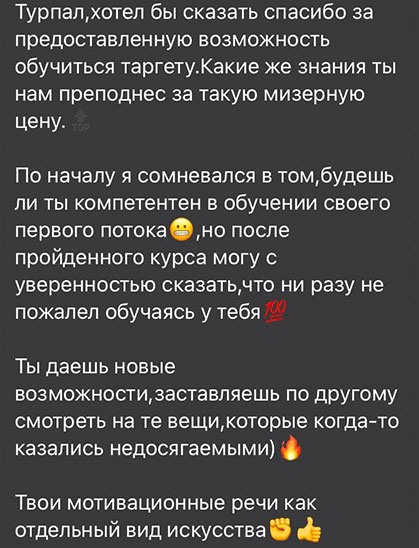 Турпал,хотел бы сказать спасибо за
предоставленную возможность
обучиться таргету.Какие же знания ты
нам преподнес за такую мизерную
цену. 🔝

По началу я сомневался в том,будешь
ли ты компетентен в обучении своего
первого потока😬,но после
пройденного курса могу с
уверенностью сказать,что ни разу не
пожалел обучаясь у тебя💯

Ты даешь новые
возможности,заставляешь по другому
смотреть на те вещи,которые когда-то
казались недосягаемыми)🔥

Твои мотивационные речи как
отдельный вид искусства✊👍